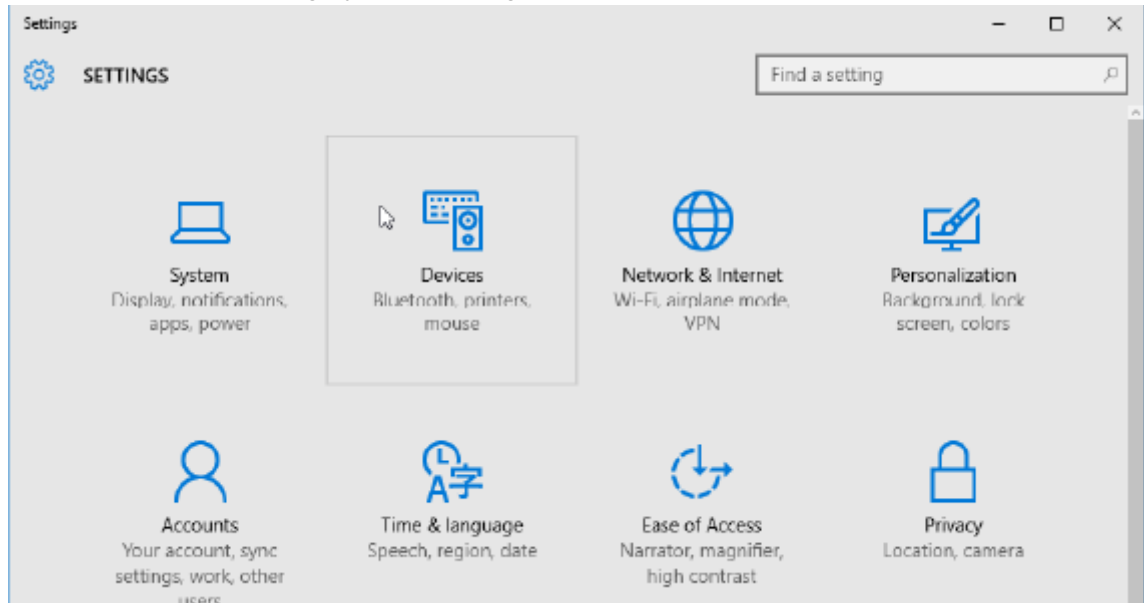 Settings
SETTINGS
Find a setting
System
Display, notifications,
apps, power
Devices
Bluetooth, printers,
mouse
Network & Internet
Wi-Fi, airplane mode,
VPN
Personalization
Background, lock
screen, colors
Accounts
Your account, sync
settings, work, other
users
Time & language
Speech, region, date
Ease of Access
Narrator, magnifier,
high contrast
Privacy
Location, camera